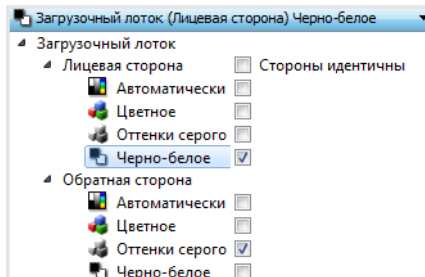 Загрузочный лоток (Лицевая сторона) Черно-белое
Загрузочный лоток
Лицевая сторона Стороны идентичны
Автоматически
Цветное
Оттенки серого
Черно-белое
Обратная сторона
Автоматически
Цветное
Оттенки серого
Черно-белое